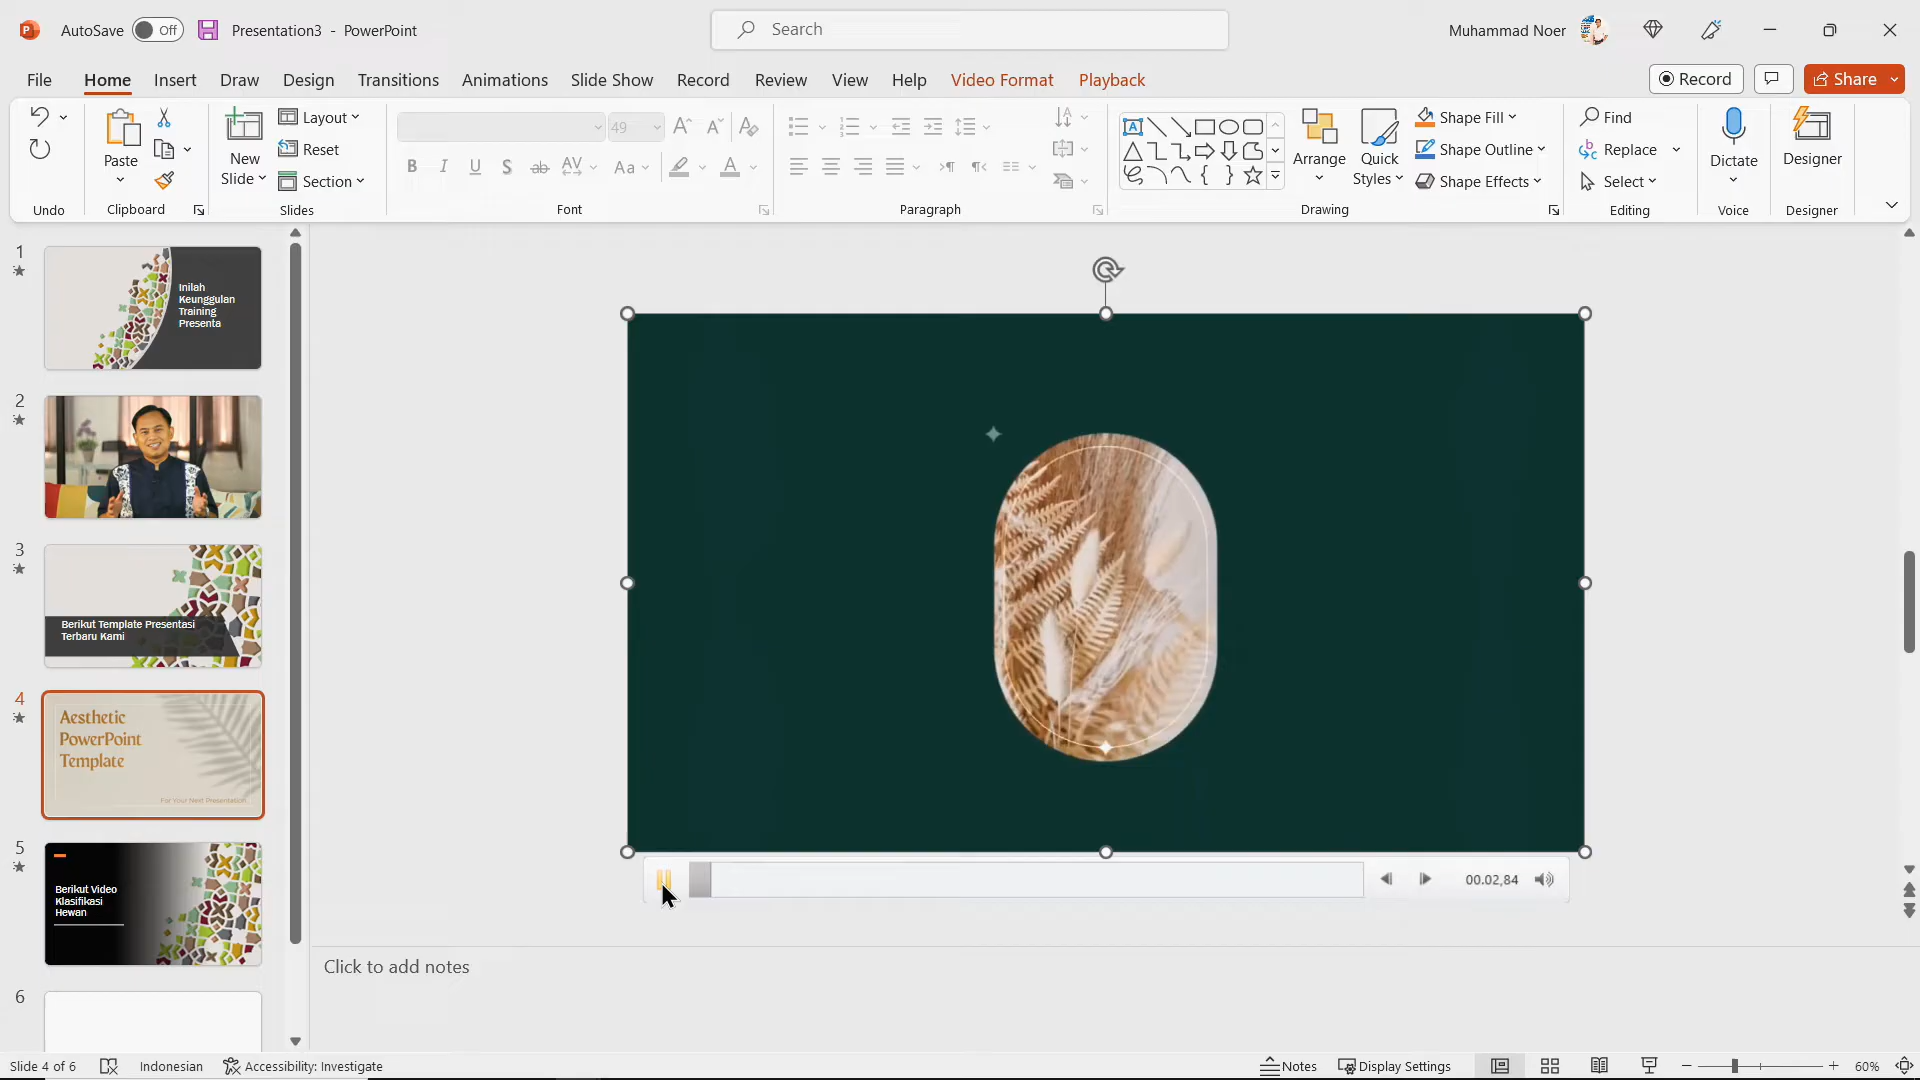 AutoSave Off Presentation3 - PowerPoint Search Muhammad Noer
File Home Insert Draw Design Transitions Animations Slide Show Record Review View Help Video Format Playback Record Share
Paste
New
Slide
Layout
Reset
Section
49
Arrange
Quick
Styles
Shape Fill
Shape Outline
Shape Effects
Find
Replace
Select
Dictate
Designer
Undo Clipboard Slides Font Paragraph Drawing Editing Voice Designer
1
Inilah
Keunggulan
Training
Presenta
2
3
Berikut Template Presentasi
Terbaru Kami
4
Aesthetic
PowerPoint
Template
For Your Next Presentation
5
Berikut Video
Klasifikasi
Hewan
6
00.02,84
Click to add notes
Slide 4 of 6 Indonesian Accessibility: Investigate Notes Display Settings 60%